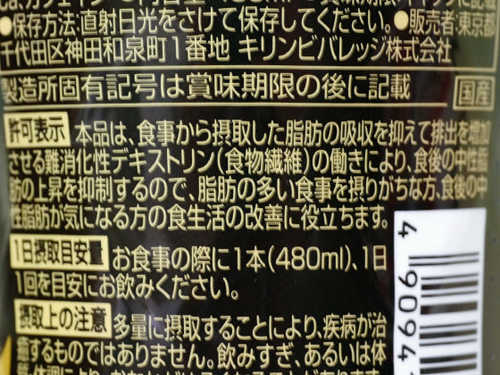 ●保存方法:直射日光をさけて保存してください。●販売者:東京都
千代田区神田和泉町1番地 キリンビバレッジ株式会社
製造所固有記号は賞味期限の後に記載 国産
許可表示 本品は、食事から摂取した脂肪の吸収を抑えて排出を増加
させる難消化性デキストリン(食物繊維)の働きにより、食後の中性脂
肪の上昇を抑制するので、脂肪の多い食事を摂りがちな方、食後の中
性脂肪が気になる方の食生活の改善に役立ちます。
1日摂取目安量 お食事の際に1本(480ml)、1日
1回を目安にお飲みください。
摂取上の注意 多量に摂取することにより、疾病が治
癒するものではありません。飲みすぎ、あるいは体
4 9094